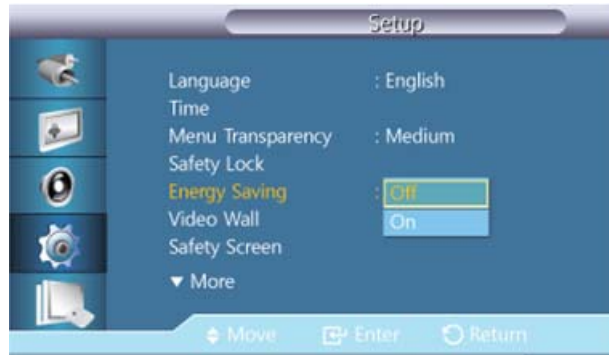 Setup
Language : English
Time
Menu Transparency : Medium
Safety Lock
Energy Saving : Off
On
Video Wall
Safety Screen
▼ More
Move Enter Return